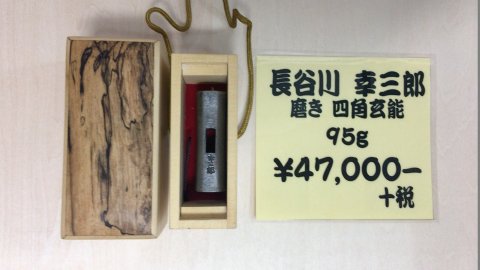 長谷川 幸三郎
磨き 四角玄能
95g
¥47,000-
+税